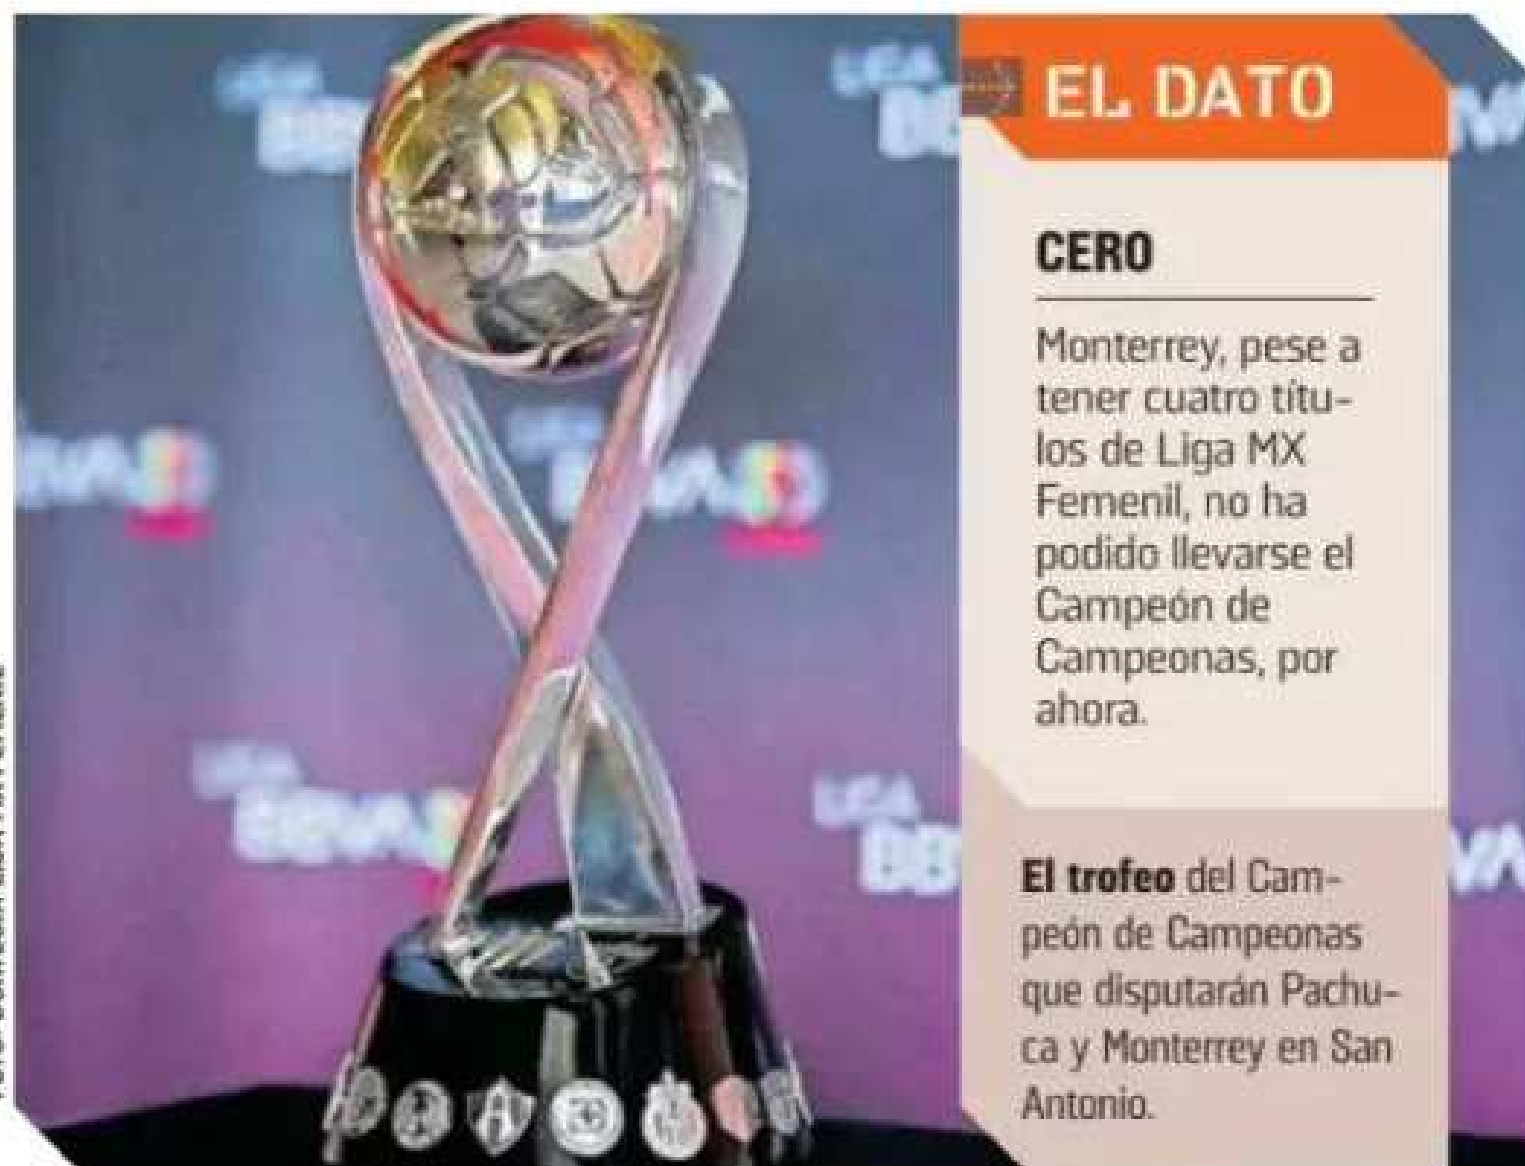 EL DATO
CERO
Monterrey, pese a
tener cuatro títu-
los de Liga MX
Femenil, no ha
podido llevarse el
Campeón de
Campeonas, por
ahora.
El trofeo del Cam-
peón de Campeonas
que disputarán Pachu-
ca y Monterrey en San
Antonio.
BBVA